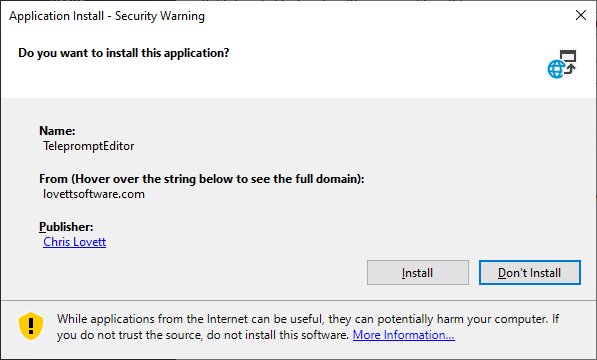 Application Install - Security Warning
Do you want to install this application?
Name:
TelepromptEditor
From (Hover over the string below to see the full domain):
lovettsoftware.com
Publisher:
Chris Lovett
Install
Don't Install
While applications from the Internet can be useful, they can potentially harm your computer. If
you do not trust the source, do not install this software. More Information...